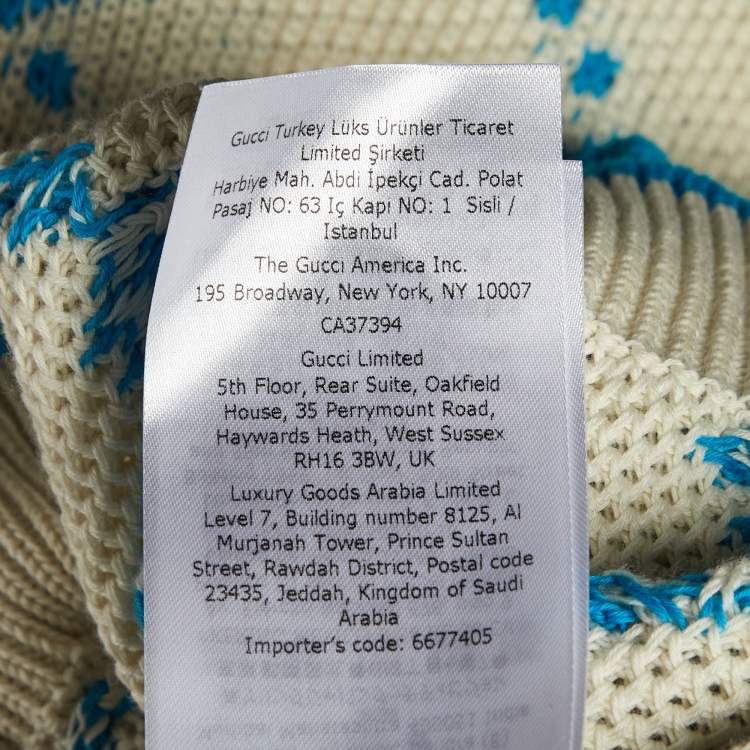 Gucci Turkey Lüks Ürünler Ticaret
Limited Şirketi
Harbiye Mah. Abdi İpekçi Cad. Polat
Pasaj NO: 63 Iç Kapı NO: 1 Sisli /
Istanbul
The Gucci America Inc.
195 Broadway, New York, NY 10007
CA37394
Gucci Limited
5th Floor, Rear Suite, Oakfield
House, 35 Perrymount Road,
Haywards Heath, West Sussex
RH16 3BW, UK
Luxury Goods Arabia Limited
Level 7, Building number 8125, Al
Murjanah Tower, Prince Sultan
Street, Rawdah District, Postal code
23435, Jeddah, Kingdom of Saudi
Arabia
Importer's code: 6677405